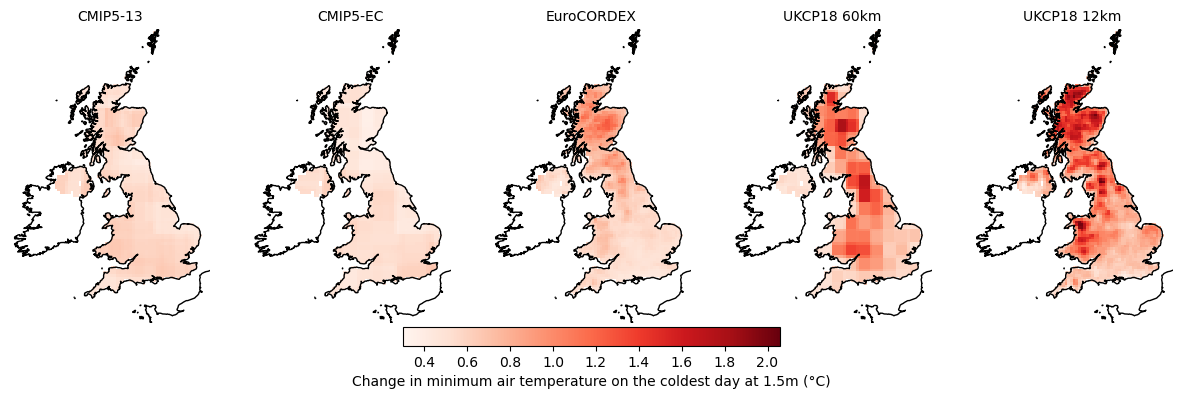 CMIP5-13
CMIP5-EC
EuroCORDEX
UKCP18 60km
UKCP18 12km
0.4 0.6 0.8 1.0 1.2 1.4 1.6 1.8 2.0
Change in minimum air temperature on the coldest day at 1.5m (°C)